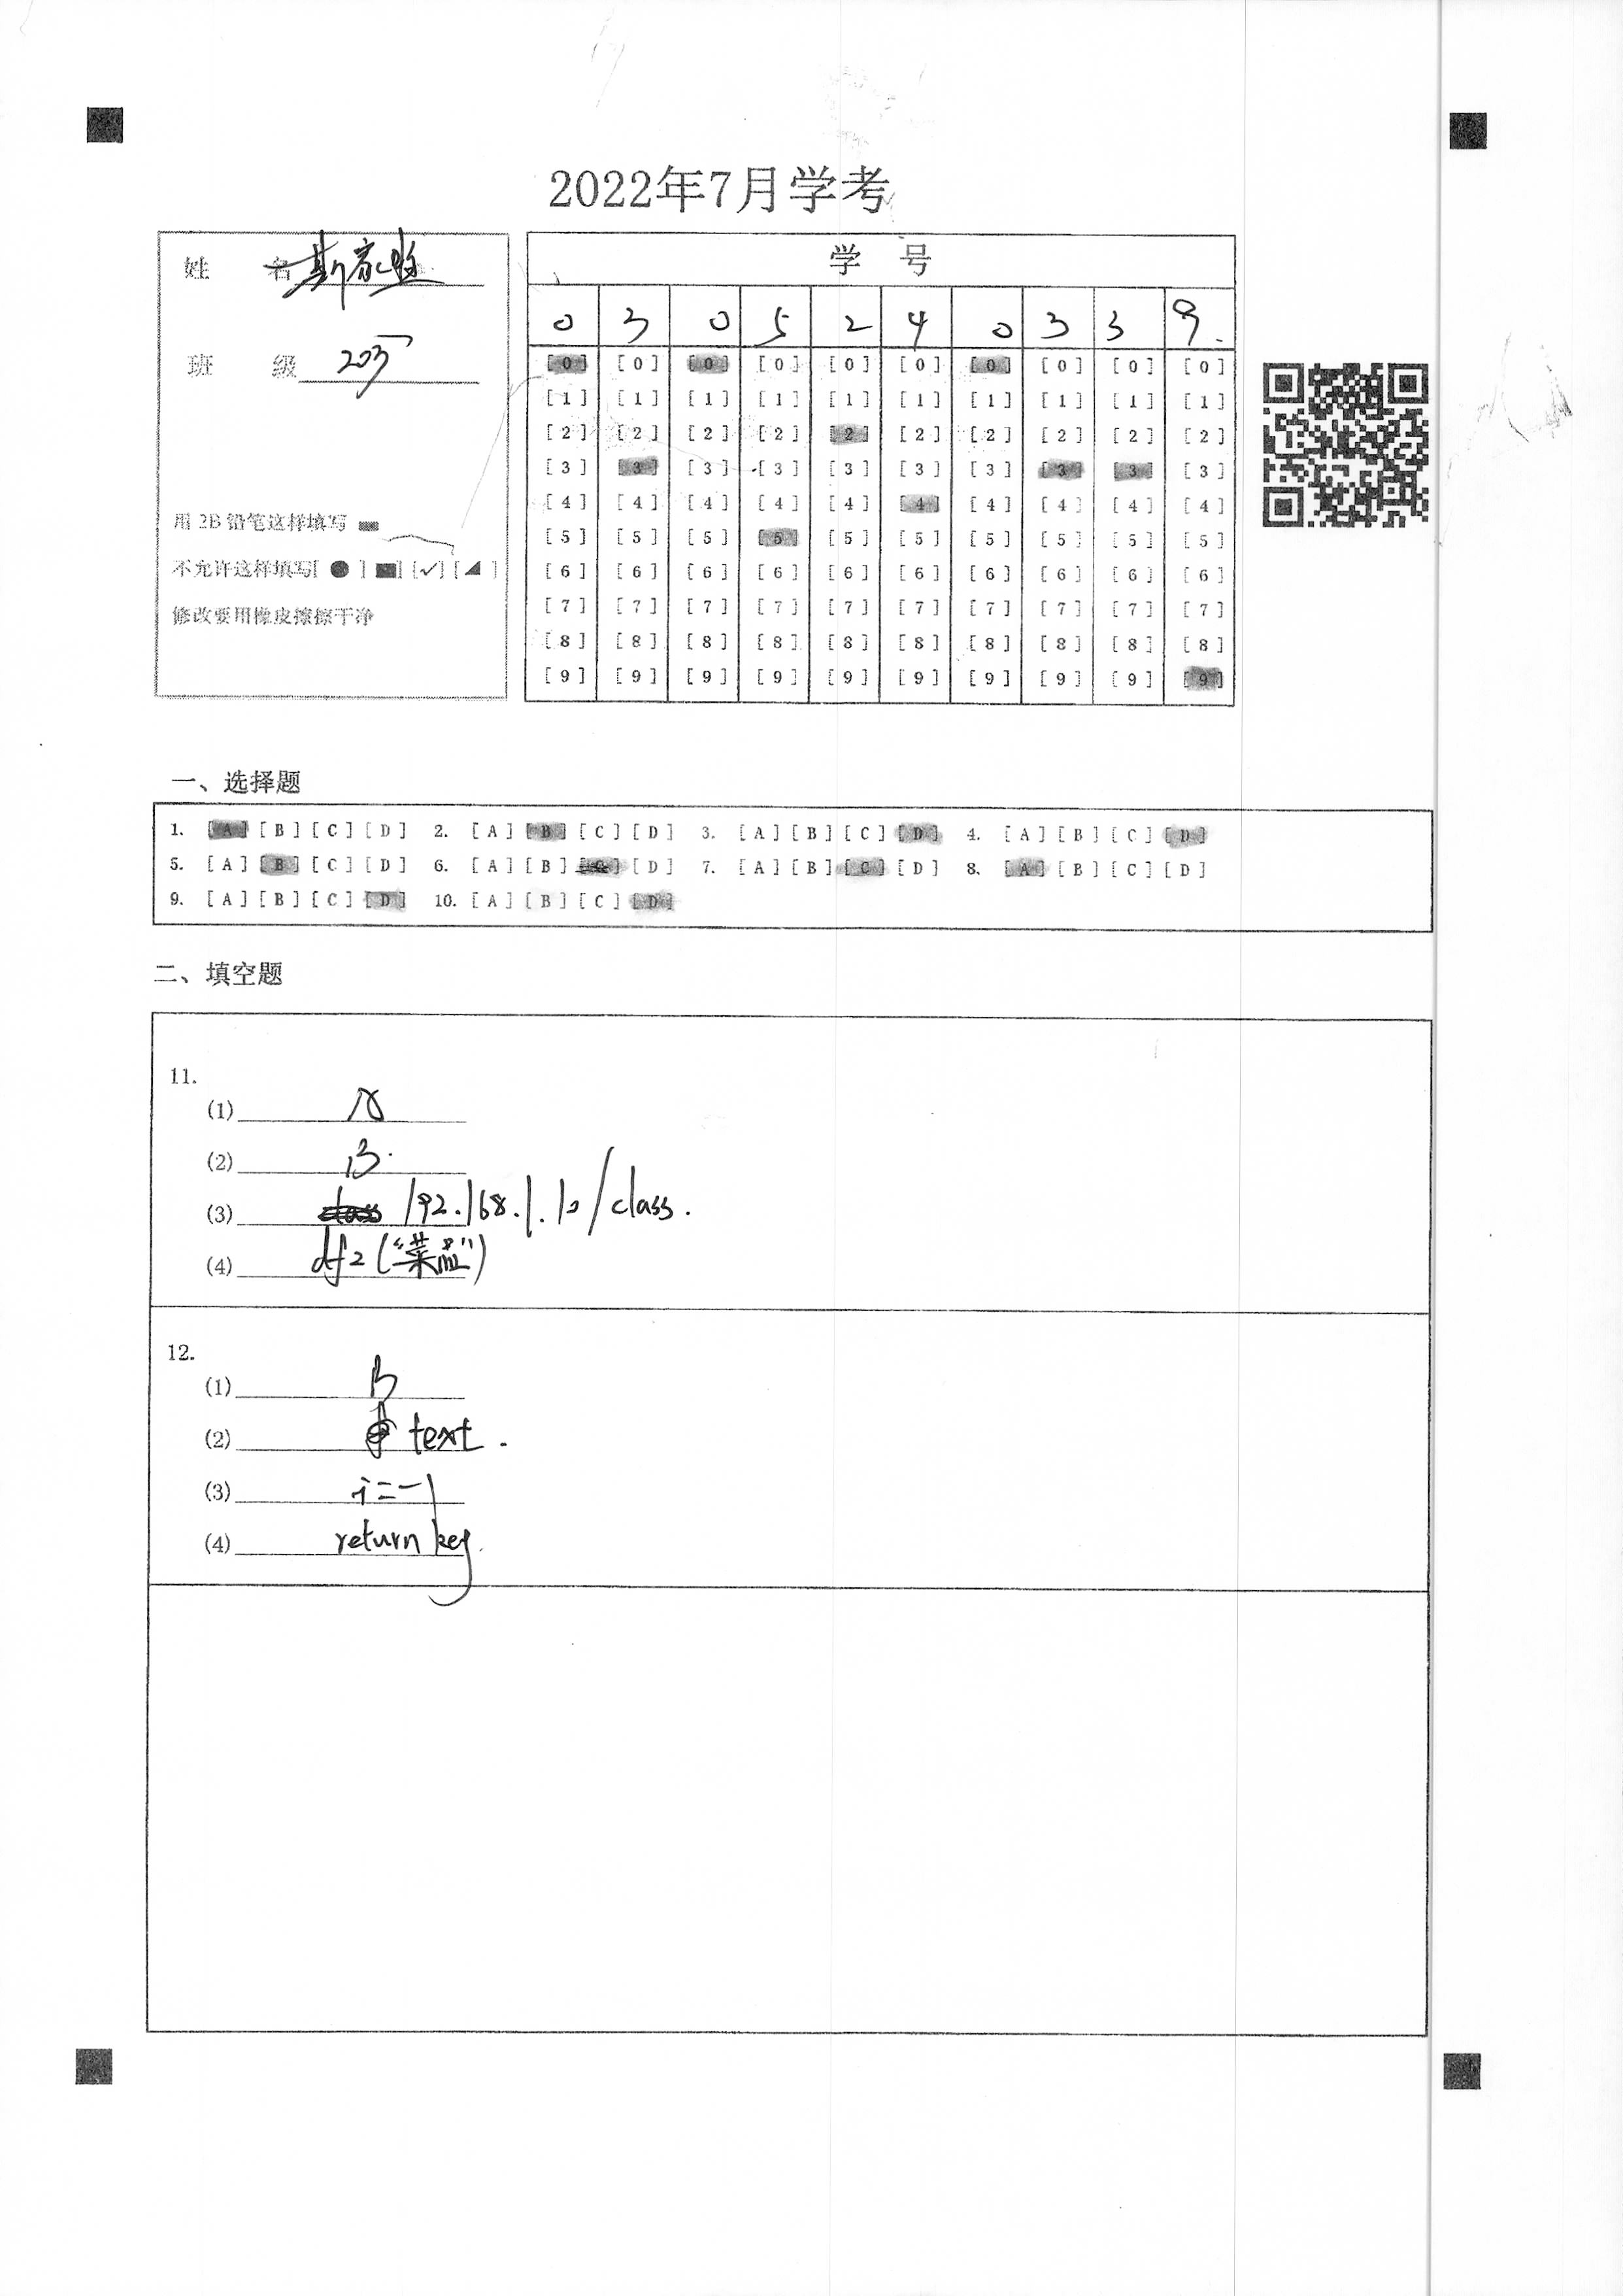 2022年7月学考
姓 名 斯
班 级 203
用 2B 铅笔这样填写
不允许这样填写[ ● ] [■] [✓] [◢ ]
修改要用橡皮擦擦干净
学 号
0 3 0 5 2 4 0 3 3 9.
[0] [0] [0] [0] [0] [0] [0] [0] [0] [0]
[1] [1] [1] [1] [1] [1] [1] [1] [1] [1]
[2] [2] [2] [2] [2] [2] [2] [2] [2] [2]
[3] [3] [3] [3] [3] [3] [3] [3] [3] [3]
[4] [4] [4] [4] [4] [4] [4] [4] [4] [4]
[5] [5] [5] [5] [5] [5] [5] [5] [5] [5]
[6] [6] [6] [6] [6] [6] [6] [6] [6] [6]
[7] [7] [7] [7] [7] [7] [7] [7] [7] [7]
[8] [8] [8] [8] [8] [8] [8] [8] [8] [8]
[9] [9] [9] [9] [9] [9] [9] [9] [9] [9]
一、选择题
1. [A] [B] [C] [D] 2. [A] [B] [C] [D] 3. [A] [B] [C] [D] 4. [A] [B] [C] [D]
5. [A] [B] [C] [D] 6. [A] [B] [C] [D] 7. [A] [B] [C] [D] 8. [A] [B] [C] [D]
9. [A] [B] [C] [D] 10. [A] [B] [C] [D]
二、填空题
11.
(1)
(2) B.
(3) 192.168.1.10/class.
(4) df2("菜品")
12.
(1) B
(2) text.
(3) i=-1
(4) return key.